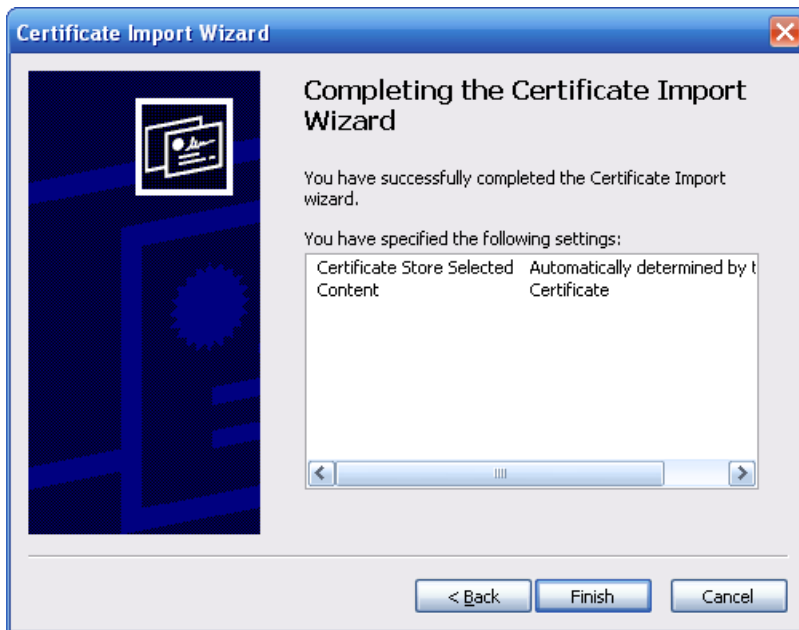 Certificate Import Wizard
Completing the Certificate Import
Wizard
You have successfully completed the Certificate Import
wizard.
You have specified the following settings:
Certificate Store Selected Automatically determined by t
Content Certificate
< Back Finish Cancel